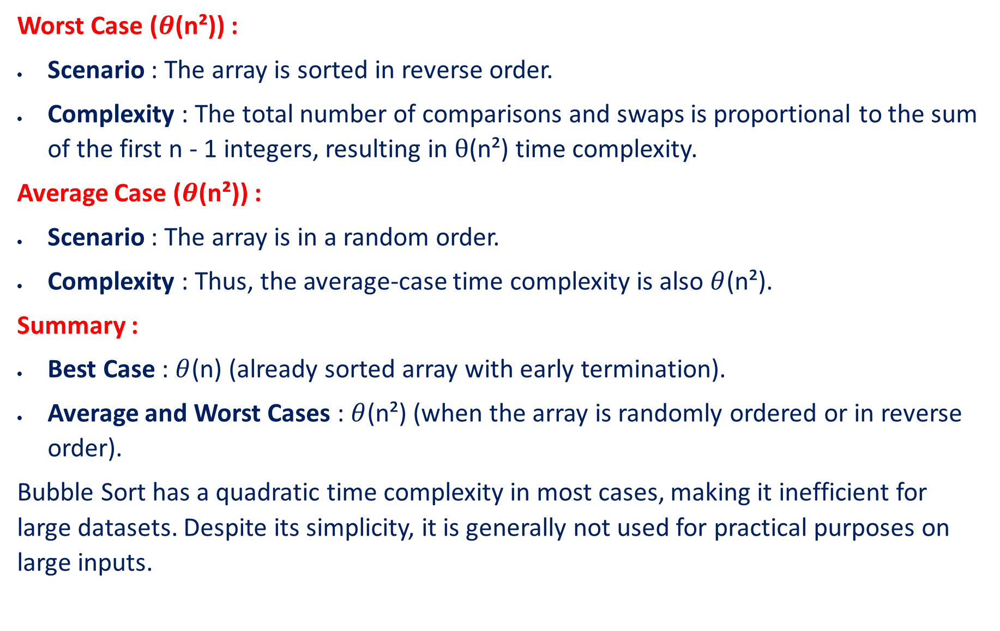 Worst Case (𝜽(n²)) :
• Scenario : The array is sorted in reverse order.
• Complexity : The total number of comparisons and swaps is proportional to the sum
of the first n - 1 integers, resulting in θ(n²) time complexity.
Average Case (𝜽(n²)) :
• Scenario : The array is in a random order.
• Complexity : Thus, the average-case time complexity is also 𝜃(n²).
Summary :
• Best Case : 𝜃(n) (already sorted array with early termination).
• Average and Worst Cases : 𝜃(n²) (when the array is randomly ordered or in reverse
order).
Bubble Sort has a quadratic time complexity in most cases, making it inefficient for
large datasets. Despite its simplicity, it is generally not used for practical purposes on
large inputs.